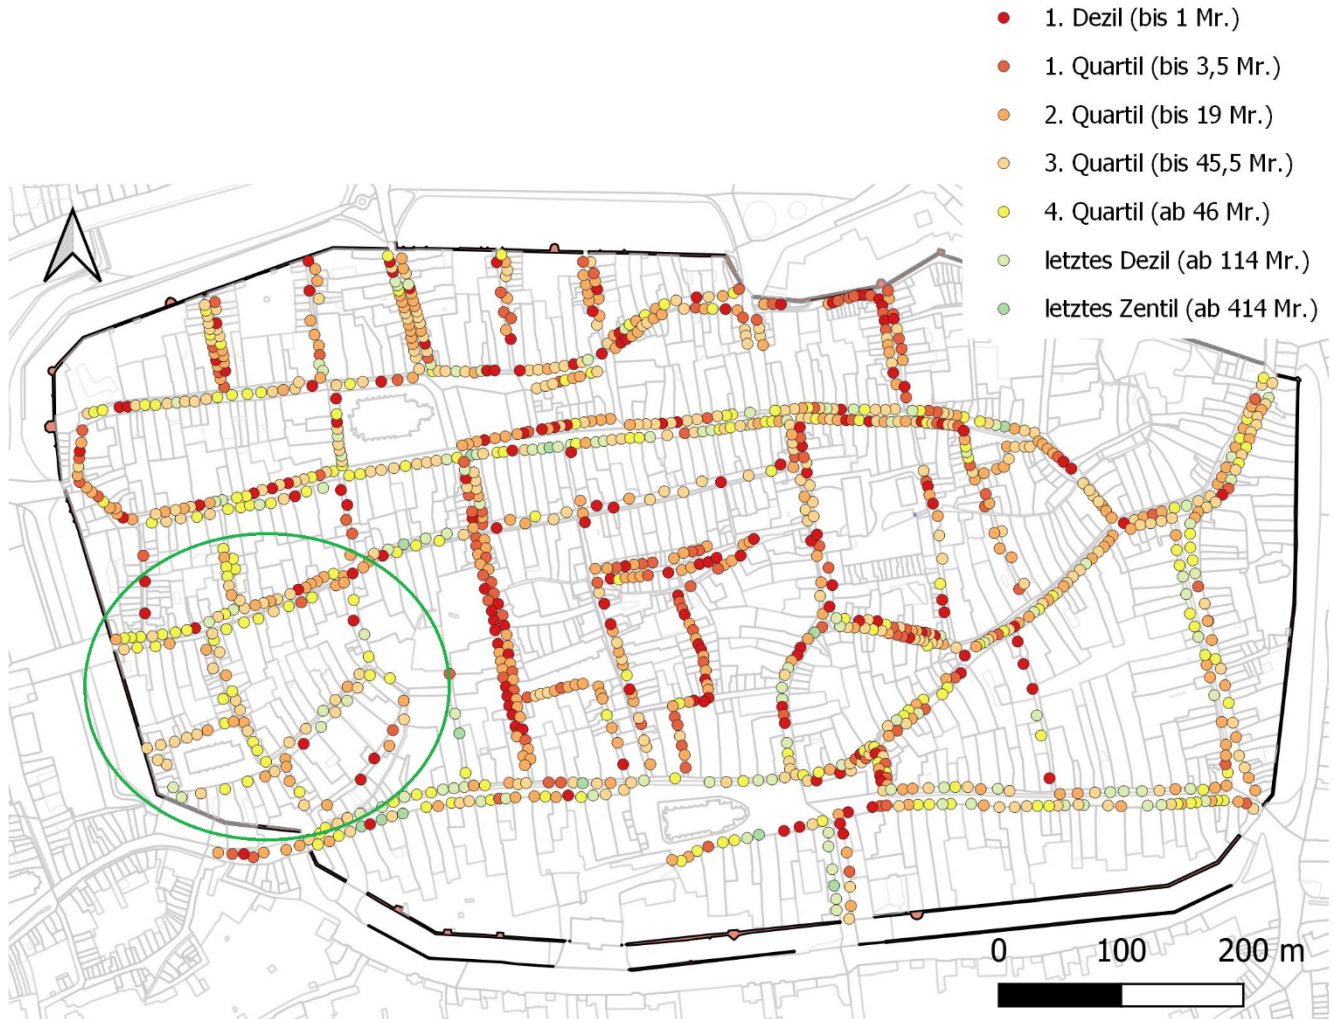 1. Dezil (bis 1 Mr.)
1. Quartil (bis 3,5 Mr.)
2. Quartil (bis 19 Mr.)
3. Quartil (bis 45,5 Mr.)
4. Quartil (ab 46 Mr.)
letztes Dezil (ab 114 Mr.)
letztes Zentil (ab 414 Mr.)
0 100 200 m